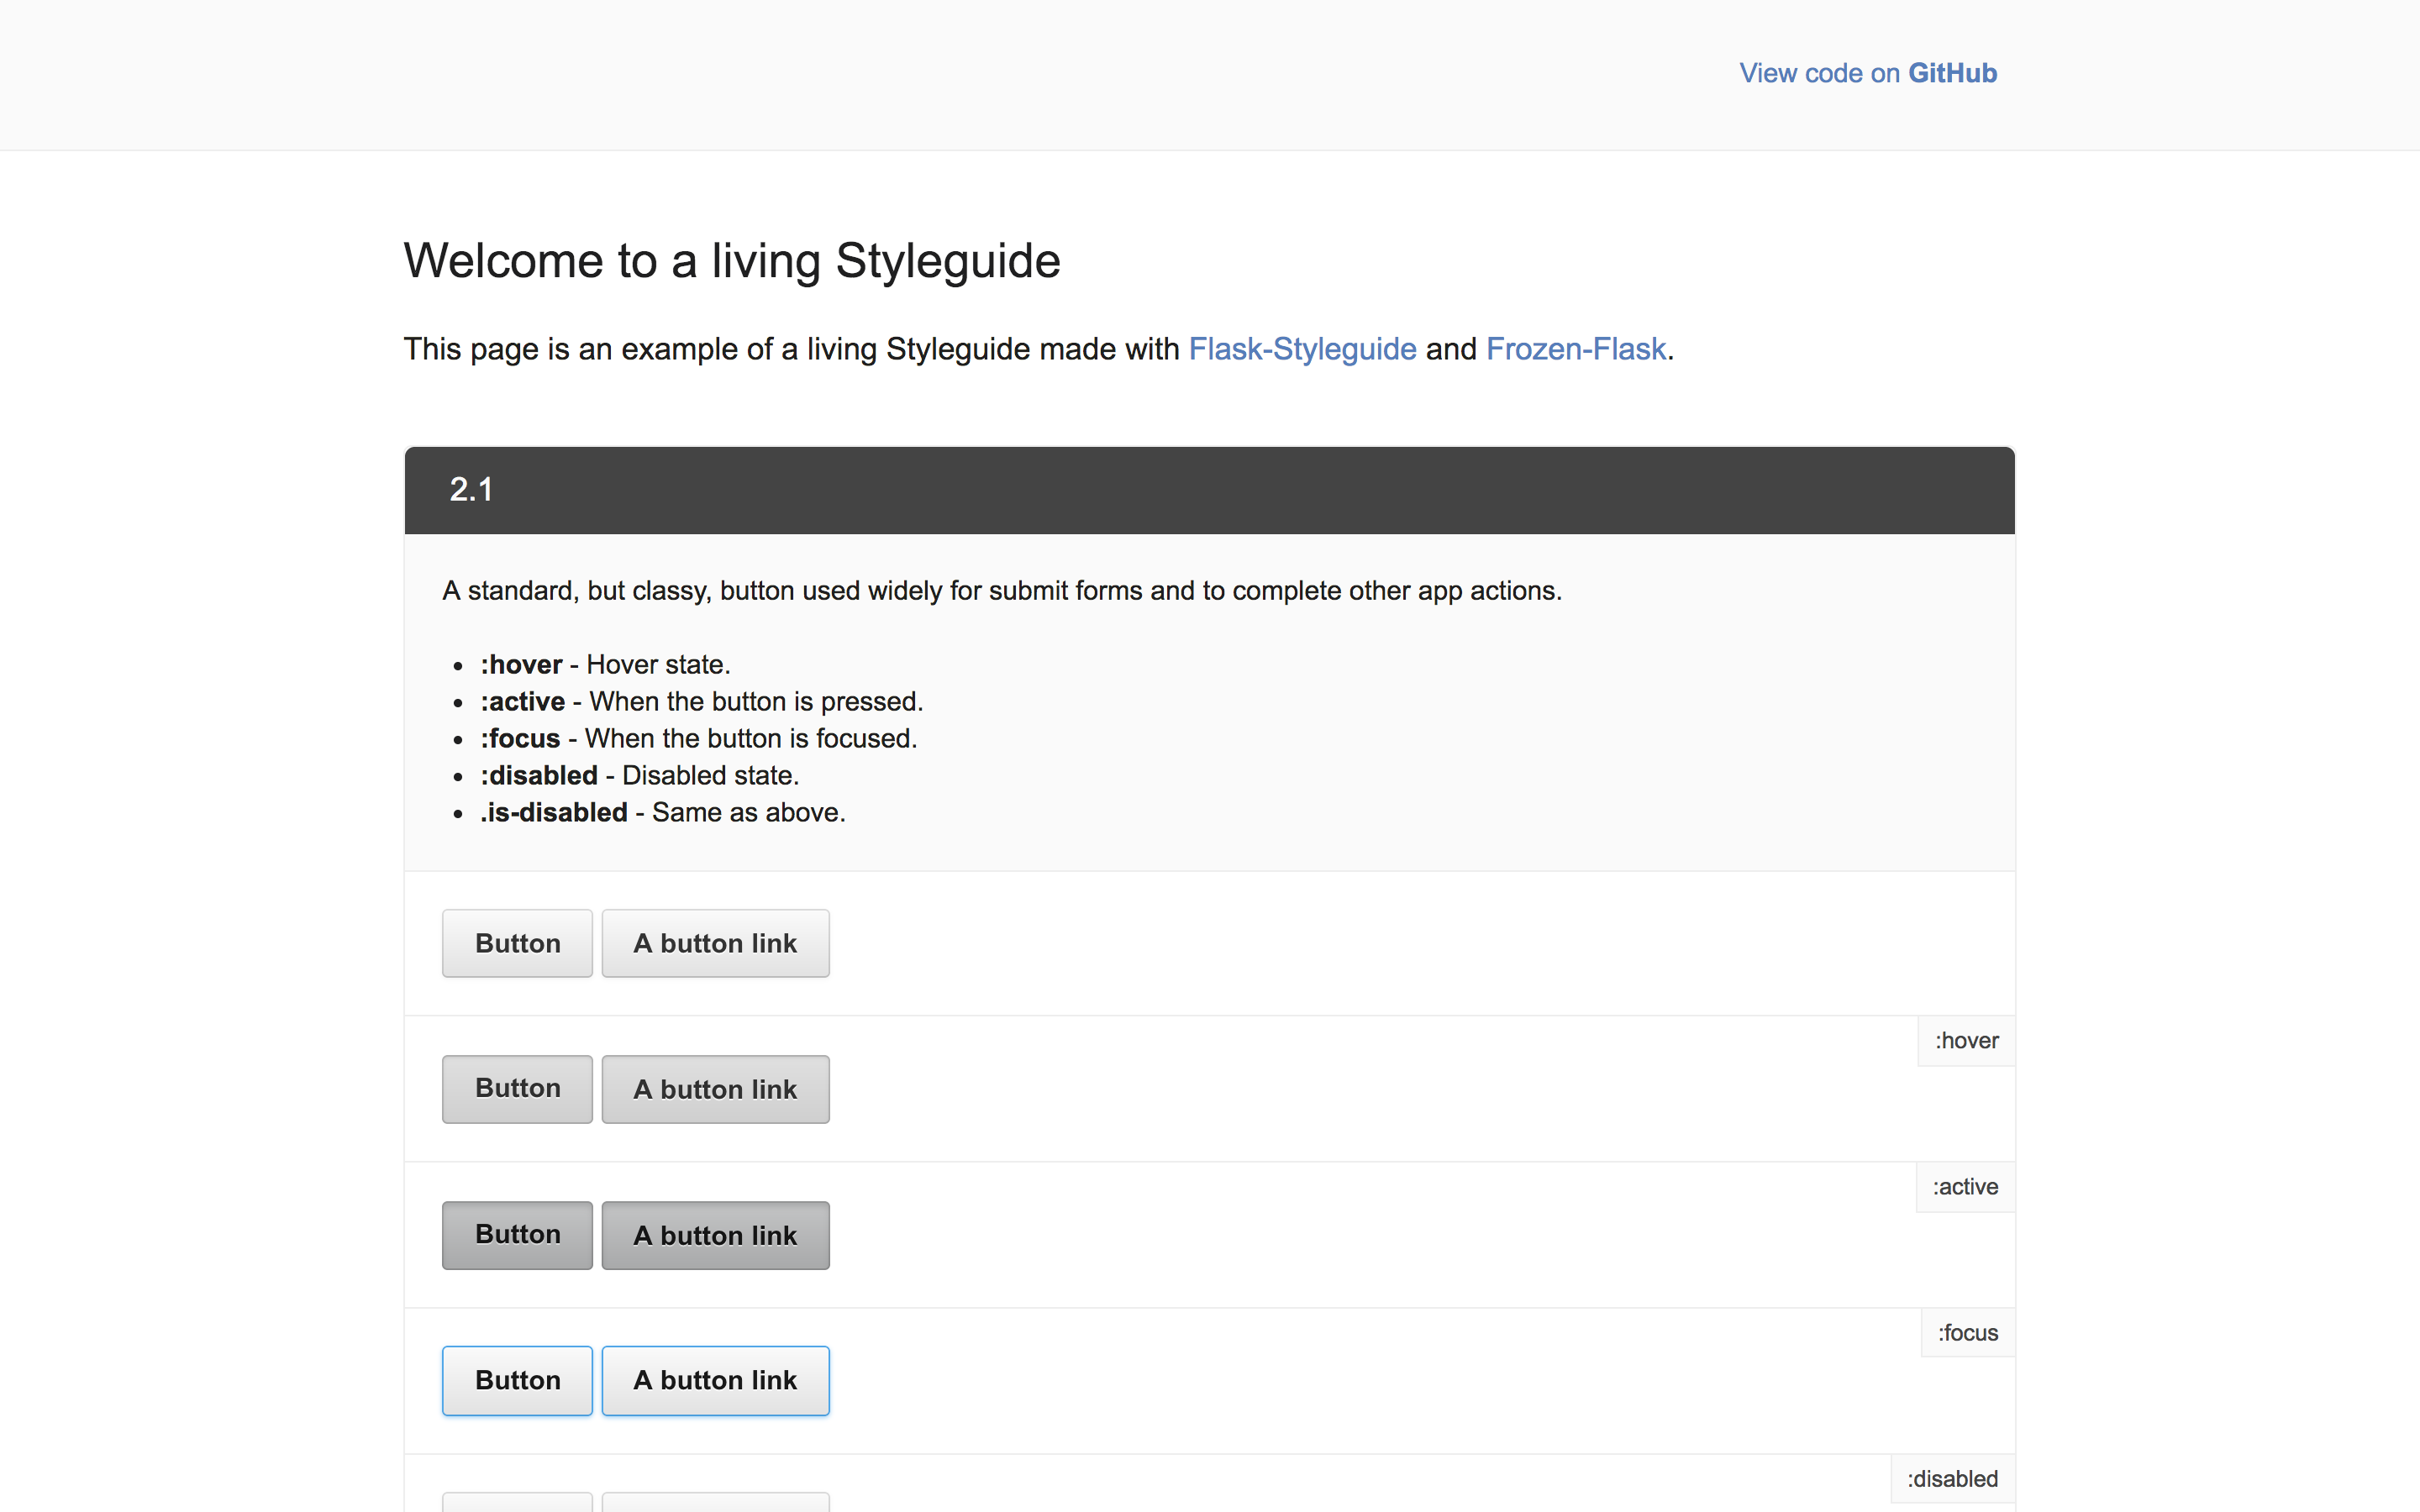 View code on GitHub
Welcome to a living Styleguide
This page is an example of a living Styleguide made with Flask-Styleguide and Frozen-Flask.
2.1
A standard, but classy, button used widely for submit forms and to complete other app actions.
:hover - Hover state.
:active - When the button is pressed.
:focus - When the button is focused.
:disabled - Disabled state.
.is-disabled - Same as above.
Button A button link
:hover
Button A button link
:active
Button A button link
:focus
Button A button link
:disabled